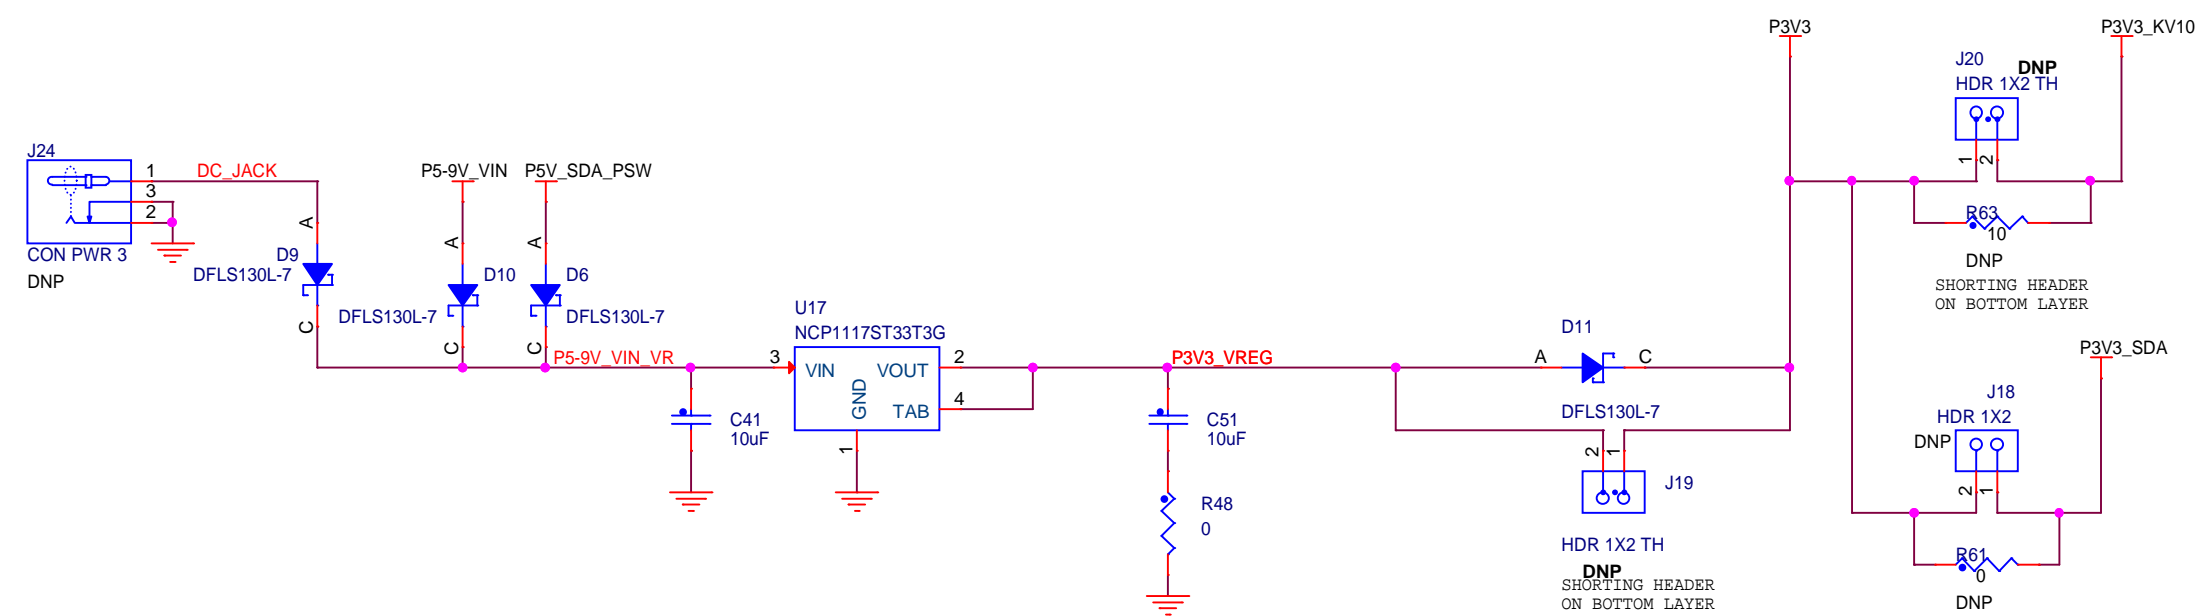 P3V3
P3V3_KV10
J20
DNP
HDR 1X2 TH
1
2
R63
10
DNP
SHORTING HEADER
ON BOTTOM LAYER
J24
1
3
2
CON PWR 3
DNP
DC_JACK
A
D9
DFLS130L-7
C
P5-9V_VIN
A
D10
DFLS130L-7
C
P5V_SDA_PSW
A
D6
DFLS130L-7
C
P5-9V_VIN_VR
C41
10uF
U17
NCP1117ST33T3G
3
VIN
GND
VOUT
TAB
2
4
1
P3V3_VREG
C51
10uF
R48
0
D11
A
C
DFLS130L-7
2
1
J19
HDR 1X2 TH
DNP
SHORTING HEADER
ON BOTTOM LAYER
P3V3_SDA
J18
HDR 1X2
DNP
2
1
R61
0
DNP